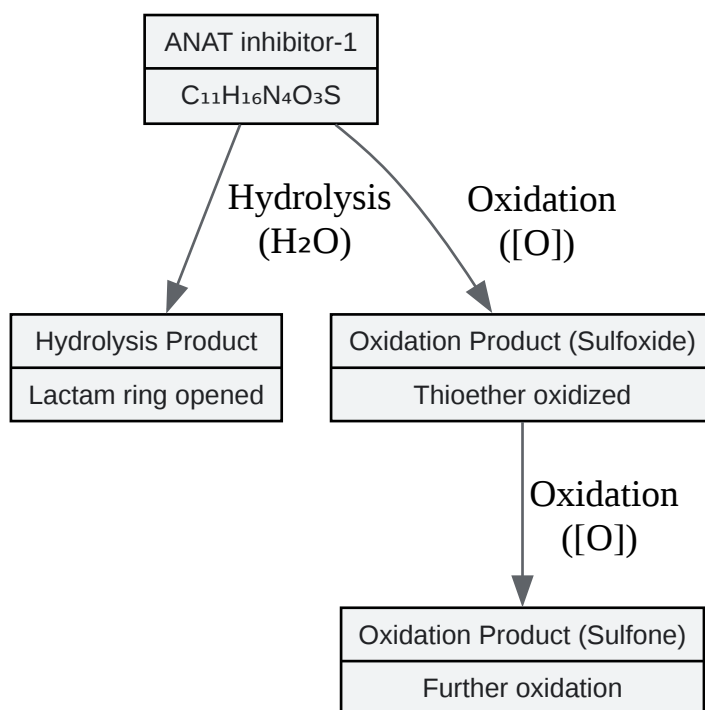 ANAT inhibitor-1
C₁₁H₁₆N₄O₃S
Hydrolysis
(H₂O)
Oxidation
([O])
Hydrolysis Product
Lactam ring opened
Oxidation Product (Sulfoxide)
Thioether oxidized
Oxidation
([O])
Oxidation Product (Sulfone)
Further oxidation